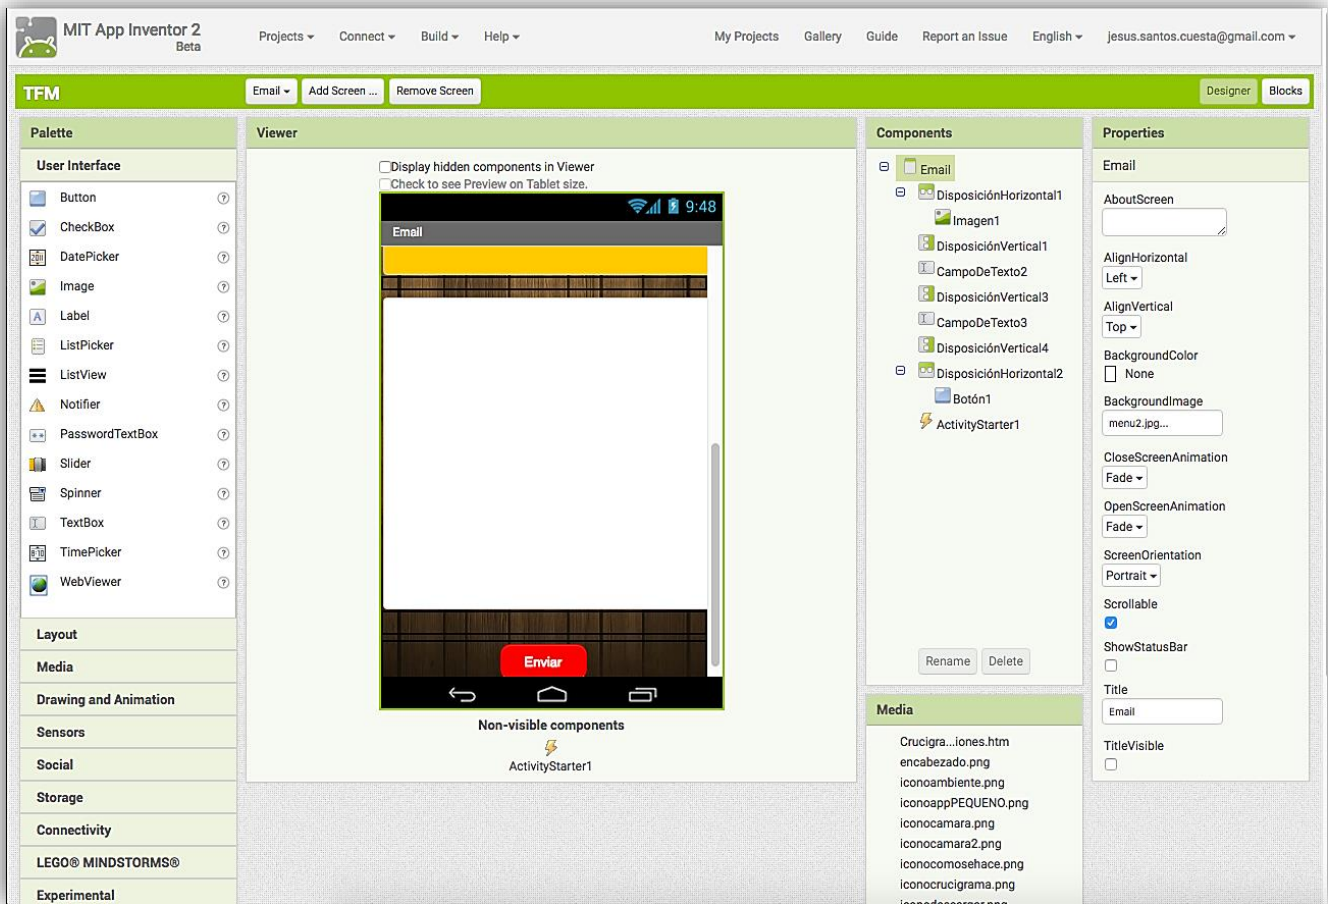 MIT App Inventor 2
Beta
Projects
Connect
Build
Help
My Projects
Gallery
Guide
Report an Issue
English
jesus.santos.cuesta@gmail.com
TFM
Email
Add Screen ...
Remove Screen
Designer
Blocks
Palette
User Interface
Button
CheckBox
DatePicker
Image
Label
ListPicker
ListView
Notifier
PasswordTextBox
Slider
Spinner
TextBox
TimePicker
WebViewer
Layout
Media
Drawing and Animation
Sensors
Social
Storage
Connectivity
LEGO® MINDSTORMS®
Experimental
Viewer
Display hidden components in Viewer
Check to see Preview on Tablet size.
9:48
Email
Enviar
Non-visible components
ActivityStarter1
Components
Email
DisposiciónHorizontal1
Imagen1
DisposiciónVertical1
CampoDeTexto2
DisposiciónVertical3
CampoDeTexto3
DisposiciónVertical4
DisposiciónHorizontal2
Botón1
ActivityStarter1
Rename
Delete
Media
Crucigra...iones.htm
encabezado.png
iconoambiente.png
iconoappPEQUENO.png
iconocamara.png
iconocamara2.png
iconocomosehace.png
iconocrucigrama.png
Properties
Email
AboutScreen
AlignHorizontal
Left
AlignVertical
Top
BackgroundColor
None
BackgroundImage
menu2.jpg...
CloseScreenAnimation
Fade
OpenScreenAnimation
Fade
ScreenOrientation
Portrait
Scrollable
ShowStatusBar
Title
Email
TitleVisible